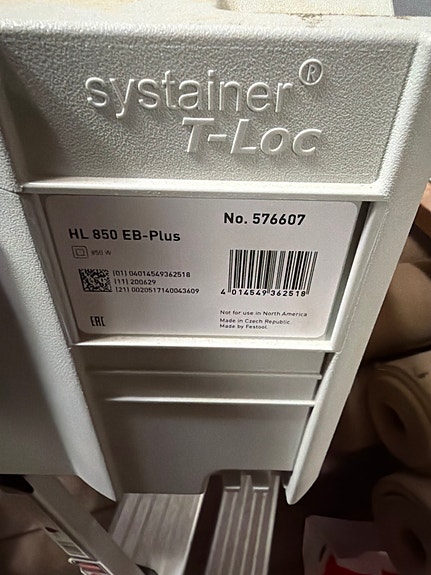 systainer®
T-Loc
No. 576607
HL 850 EB-Plus
850 W
(01) 04014549362518
(11) 200629
(21) 0020517140043609
4 014549 362518
EAC
Not for use in North America
Made in Czech Republic
Made by Festool.